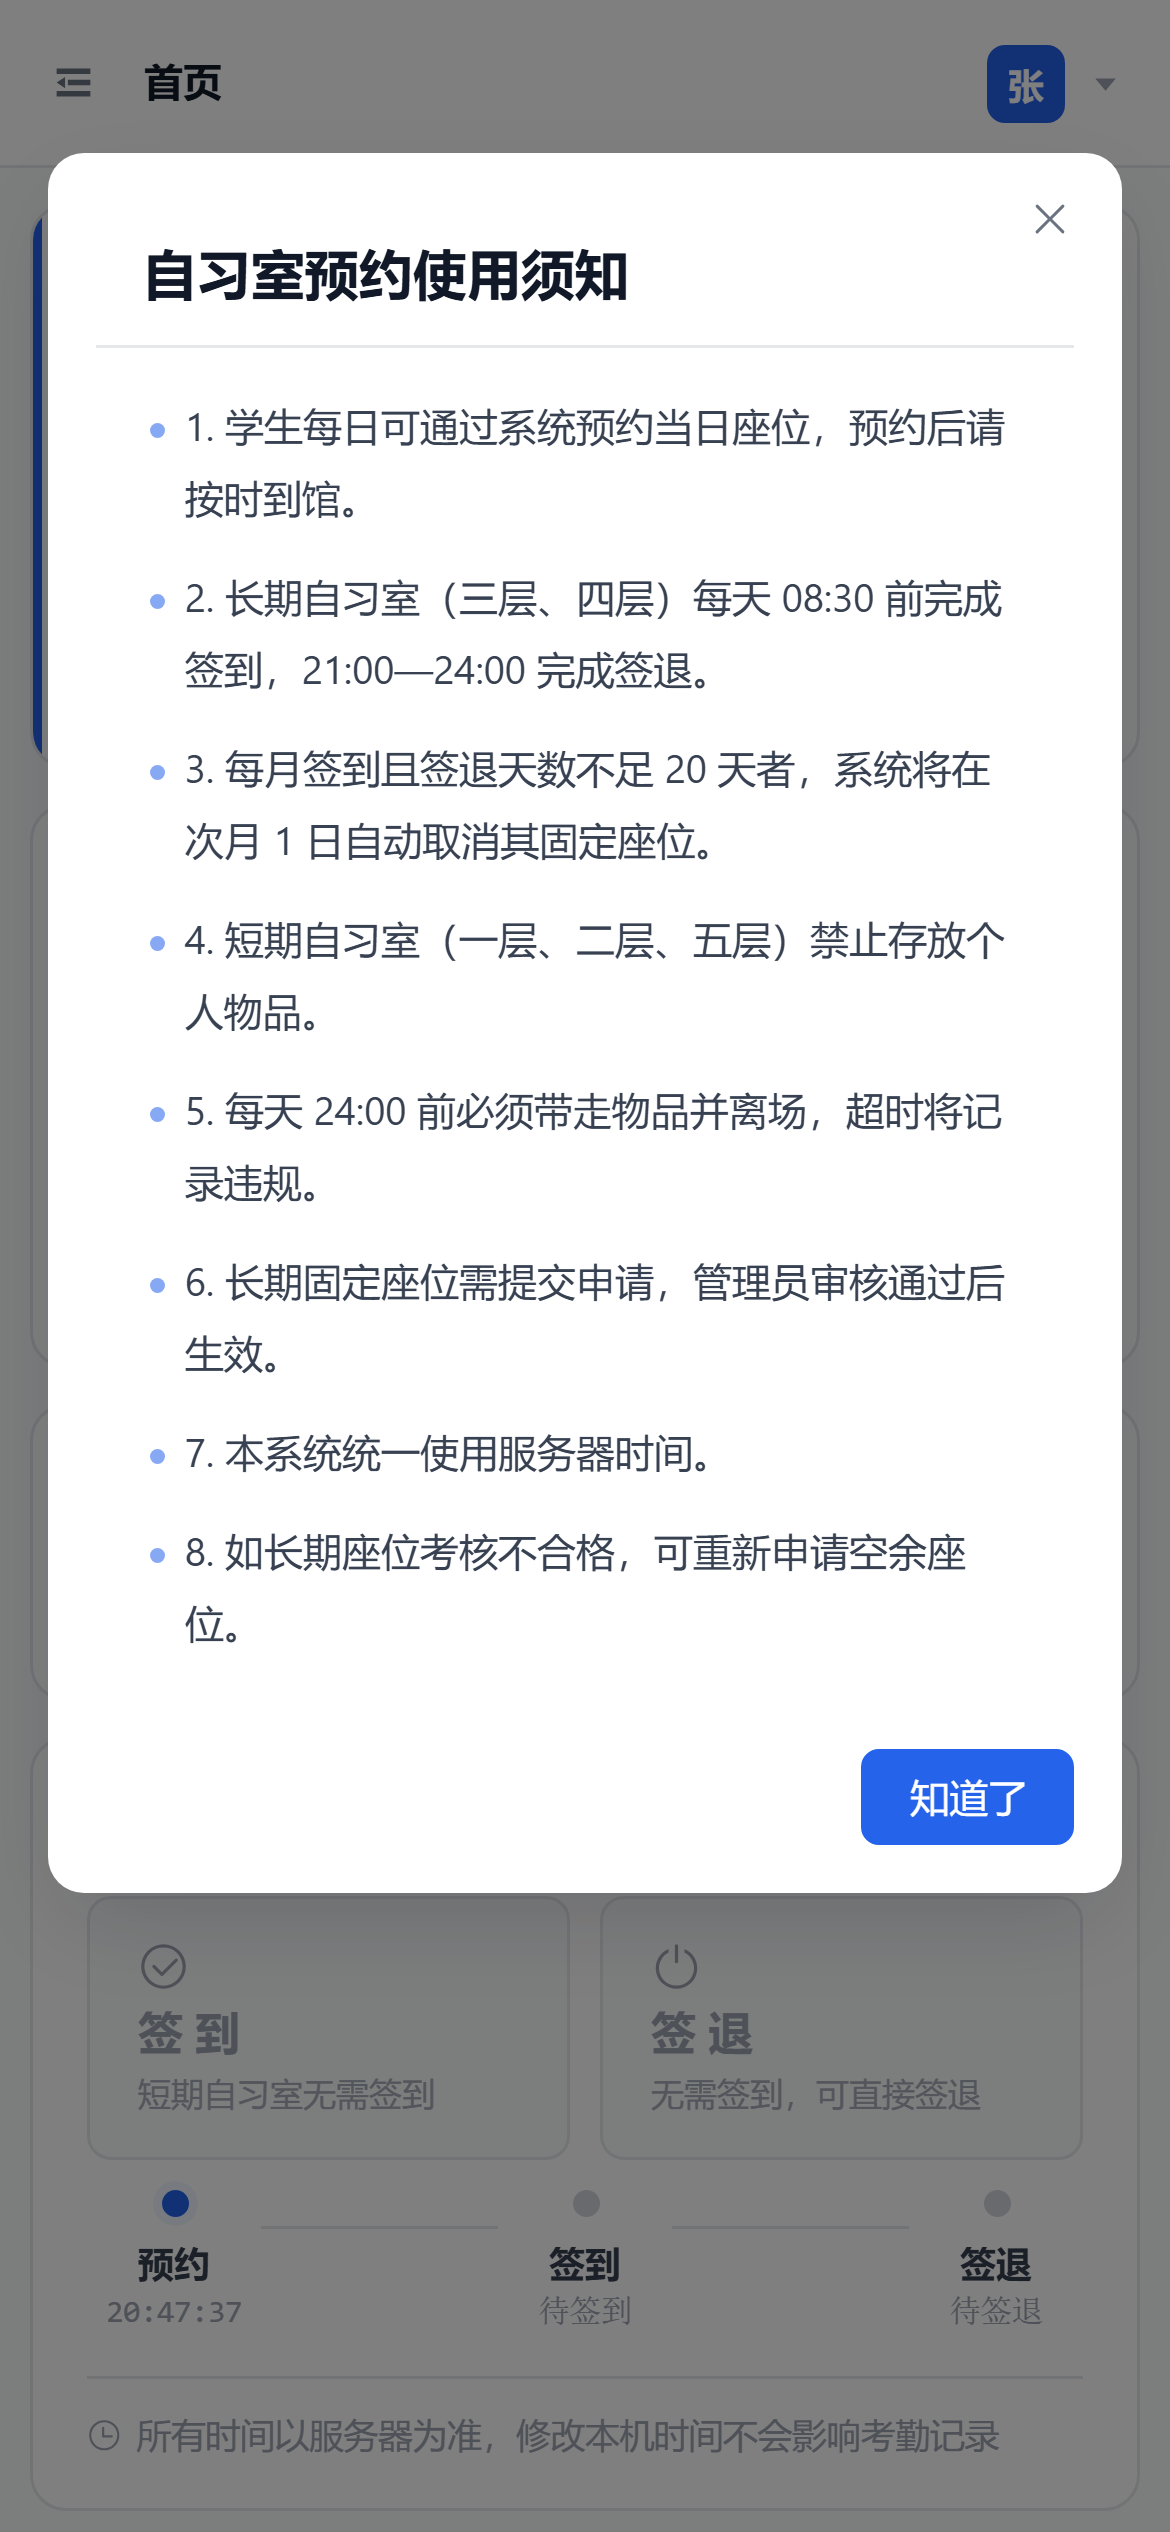 首页
张
自习室预约使用须知
1. 学生每日可通过系统预约当日座位，预约后请
按时到馆。
2. 长期自习室（三层、四层）每天 08:30 前完成
签到，21:00—24:00 完成签退。
3. 每月签到且签退天数不足 20 天者，系统将在
次月 1 日自动取消其固定座位。
4. 短期自习室（一层、二层、五层）禁止存放个
人物品。
5. 每天 24:00 前必须带走物品并离场，超时将记
录违规。
6. 长期固定座位需提交申请，管理员审核通过后
生效。
7. 本系统统一使用服务器时间。
8. 如长期座位考核不合格，可重新申请空余座
位。
知道了
签 到
短期自习室无需签到
签 退
无需签到，可直接签退
预约
20:47:37
签到
待签到
签退
待签退
所有时间以服务器为准，修改本机时间不会影响考勤记录